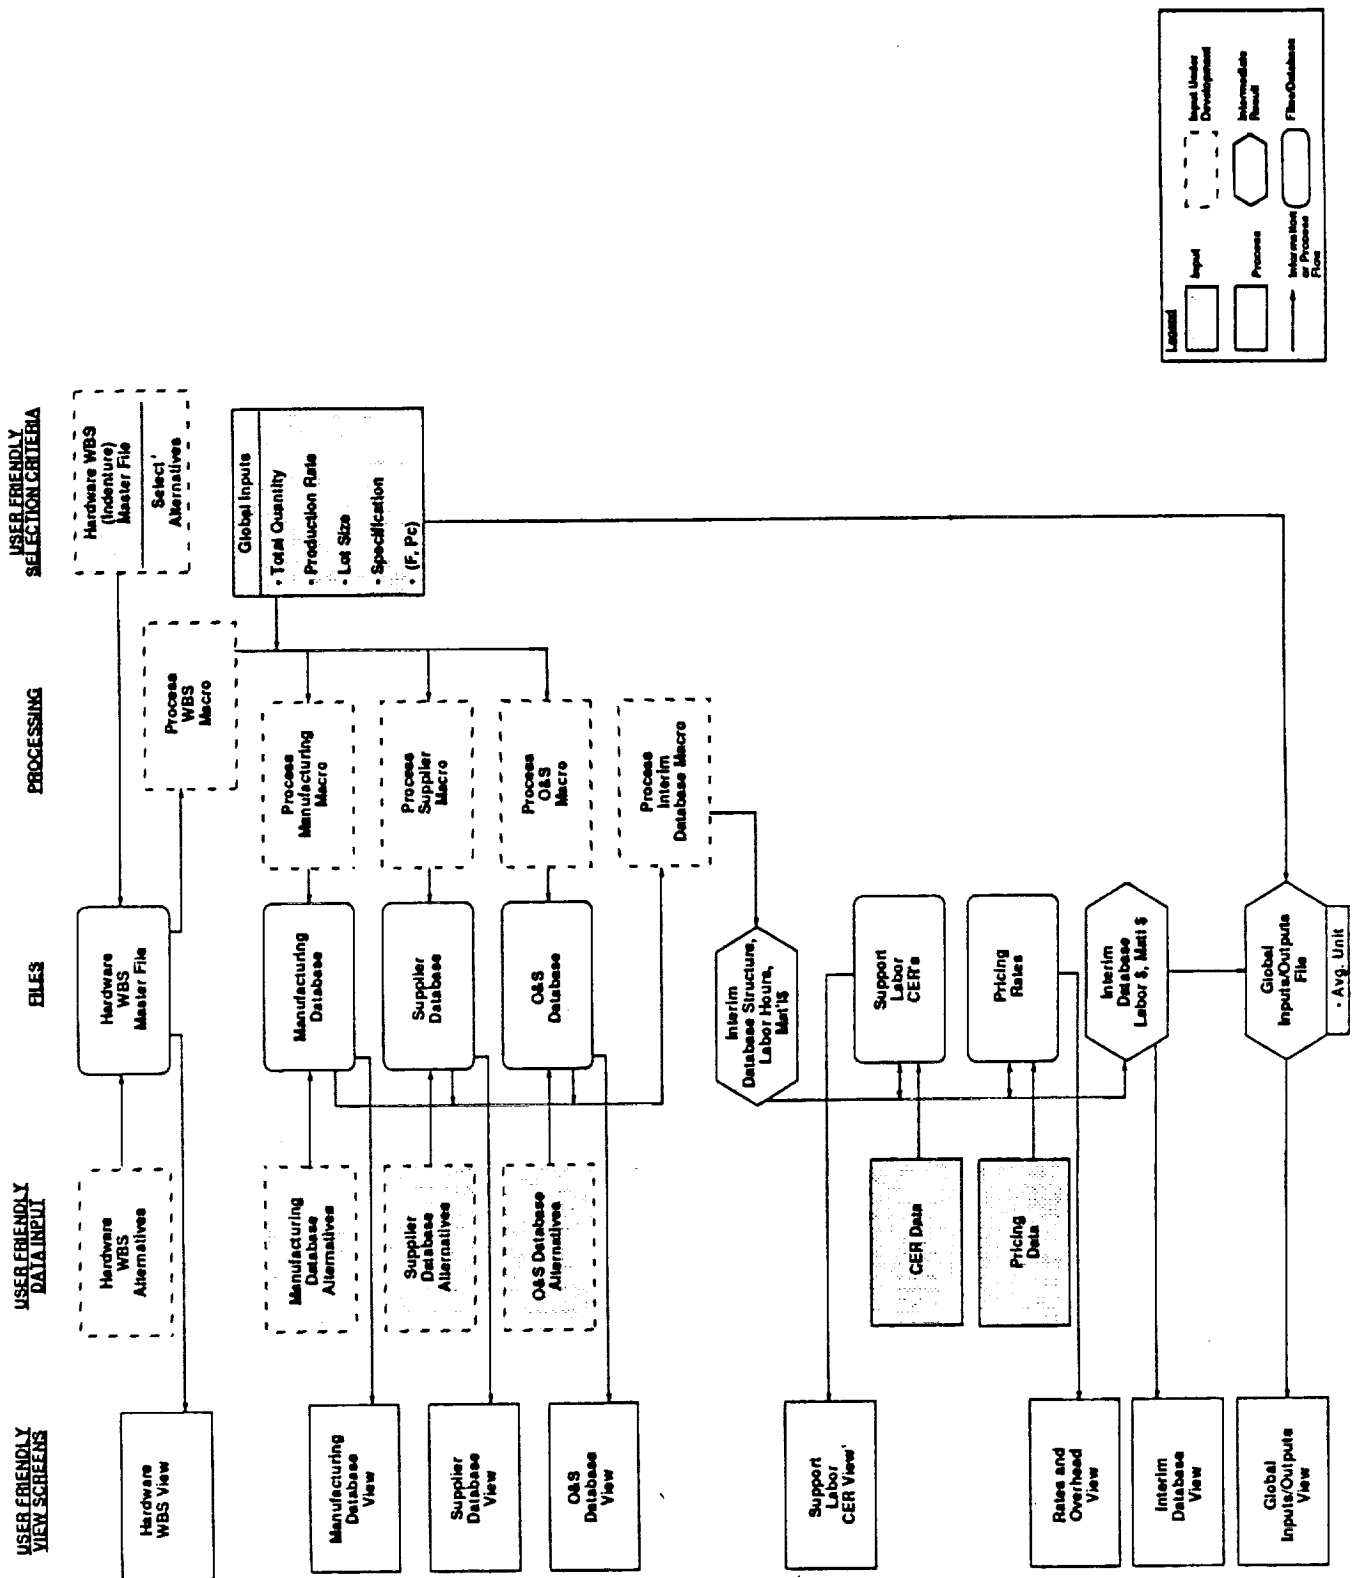 USER FRIENDLY
VIEW SCREENS
USER FRIENDLY
DATA INPUT
FILES
PROCESSING
USER FRIENDLY
SELECTION CRITERIA
Hardware
WBS View
Hardware
WBS
Alternatives
Hardware
WBS
Master File
Process
WBS
Macro
Hardware WBS
(Indenture)
Master File
Select'
Alternatives
Manufacturing
Database
View
Manufacturing
Database
Alternatives
Manufacturing
Database
Process
Manufacturing
Macro
Global Inputs
- Total Quantity
- Production Rate
- Lot Size
- Specification
- (F, Pc)
Supplier
Database
View
Supplier
Database
Alternatives
Supplier
Database
Process
Supplier
Macro
O&S
Database
View
O&S Database
Alternatives
O&S
Database
Process
O&S
Macro
Process
Interim
Database Macro
Interim
Database Structure,
Labor Hours,
Mat'l$
Support
Labor
CER View'
CER Data
Support
Labor
CER's
Pricing
Data
Pricing
Rates
Rates and
Overhead
View
Interim
Database
View
Interim
Database
Labor $, Matl $
Global
Inputs/Outputs
View
Global
Inputs/Outputs
File
- Avg. Unit
Legend
Input
Input Under
Development
Process
Intermediate
Result
Information
or Process
Flow
Files/Database